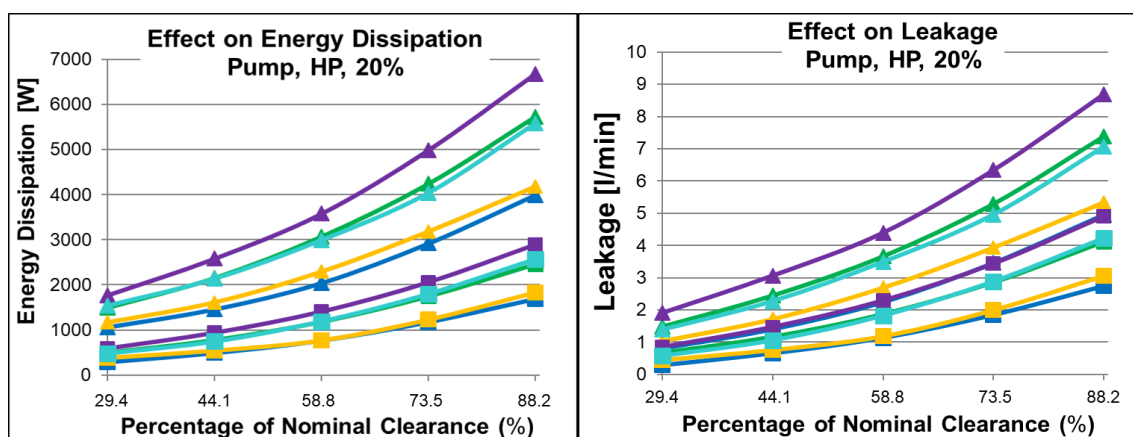 Effect on Energy Dissipation
Pump, HP, 20%
Energy Dissipation [W]
7000
6000
5000
4000
3000
2000
1000
0
29.4 44.1 58.8 73.5 88.2
Percentage of Nominal Clearance (%)
Effect on Leakage
Pump, HP, 20%
Leakage [l/min]
10
9
8
7
6
5
4
3
2
1
0
29.4 44.1 58.8 73.5 88.2
Percentage of Nominal Clearance (%)